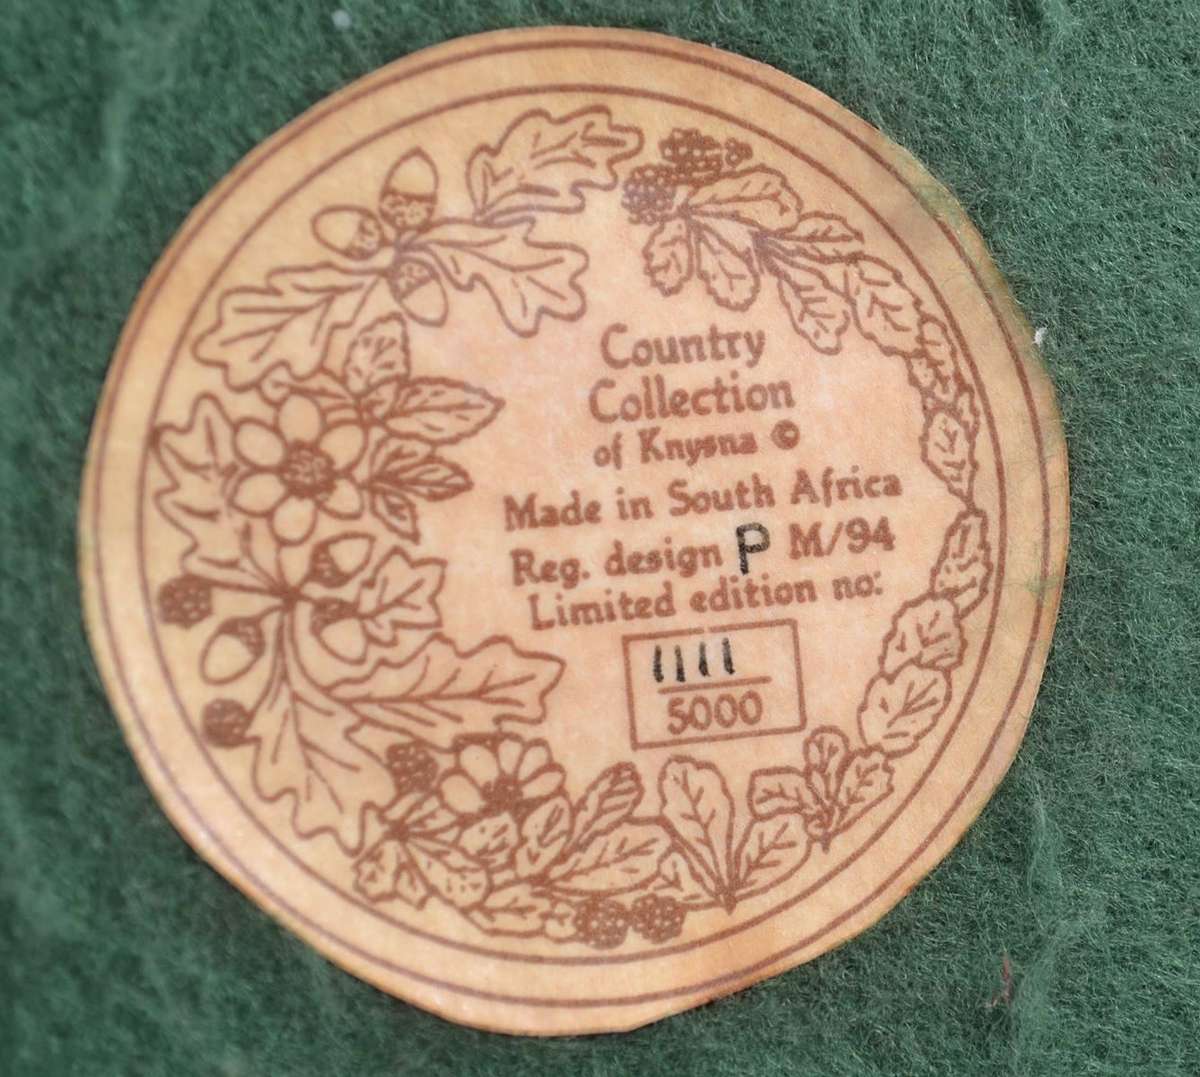 Country
Collection
of Knysna ©
Made in South Africa
Reg. design P M/94
Limited edition no:
1111
5000